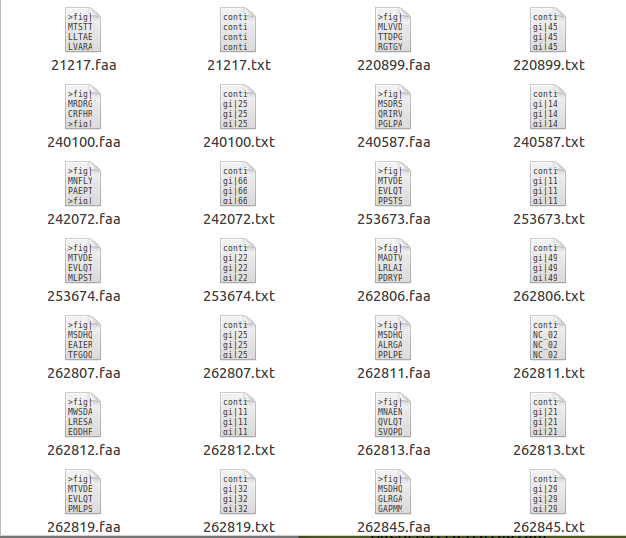 >fig| conti >fig| conti
MTSTT conti MLVVD gi|45
LLTAE conti TTDPG gi|45
LVARA conti RGTGY gi|45
21217.faa 21217.txt 220899.faa 220899.txt
>fig| conti >fig| conti
MRDRG gi|25 MSDRS gi|14
CRFHR gi|25 QRIRV gi|14
>fig| gi|25 PGLPA gi|14
240100.faa 240100.txt 240587.faa 240587.txt
>fig| conti >fig| conti
MNFLY gi|66 MTVDE gi|11
PAEPT gi|66 EVLQT gi|11
>fig| gi|66 PPSTS gi|11
242072.faa 242072.txt 253673.faa 253673.txt
>fig| conti >fig| conti
MTVDE gi|22 MADTV gi|49
EVLQT gi|22 LRLAI gi|49
MLPST gi|22 PDRYP gi|49
253674.faa 253674.txt 262806.faa 262806.txt
>fig| conti >fig| conti
MSDHQ gi|25 MSDHQ NC_02
EAIER gi|25 ALRGA NC_02
TFGQQ gi|25 PPLPE NC_02
262807.faa 262807.txt 262811.faa 262811.txt
>fig| conti >fig| conti
MWSDA gi|11 MNAEN gi|21
LRESA gi|11 QVLQT gi|21
EQDHF gi|11 SVQPD gi|21
262812.faa 262812.txt 262813.faa 262813.txt
>fig| conti >fig| conti
MTVDE gi|32 MSDHQ gi|29
EVLQT gi|32 GLRGA gi|29
PMLPS gi|32 GAPMM gi|29
262819.faa 262819.txt 262845.faa 262845.txt